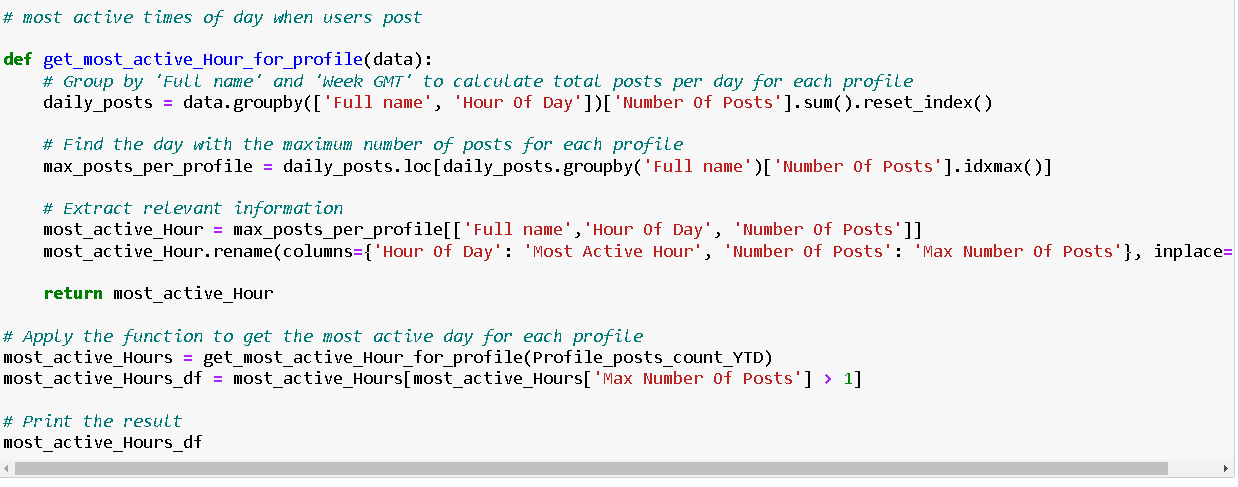 # most active times of day when users post
def get_most_active_Hour_for_profile(data):
# Group by 'Full name' and 'Week GMT' to calculate total posts per day for each profile
daily_posts = data.groupby(['Full name', 'Hour Of Day'])['Number Of Posts'].sum().reset_index()
# Find the day with the maximum number of posts for each profile
max_posts_per_profile = daily_posts.loc[daily_posts.groupby('Full name')['Number Of Posts'].idxmax()]
# Extract relevant information
most_active_Hour = max_posts_per_profile[['Full name','Hour Of Day', 'Number Of Posts']]
most_active_Hour.rename(columns={'Hour Of Day': 'Most Active Hour', 'Number Of Posts': 'Max Number Of Posts'}, inplace=
return most_active_Hour
# Apply the function to get the most active day for each profile
most_active_Hours = get_most_active_Hour_for_profile(Profile_posts_count_YTD)
most_active_Hours_df = most_active_Hours[most_active_Hours['Max Number Of Posts'] > 1]
# Print the result
most_active_Hours_df